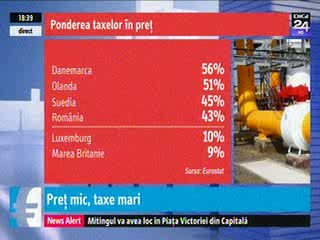 18:39
direct
Ponderea taxelor în preț
DIGI
24
HD
Danemarca 56%
Olanda 51%
Suedia 45%
România 43%
Luxemburg 10%
Marea Britanie 9%
Sursa: Eurostat
Preț mic, taxe mari
News Alert Mitingul va avea loc în Piața Victoriei din Capitală